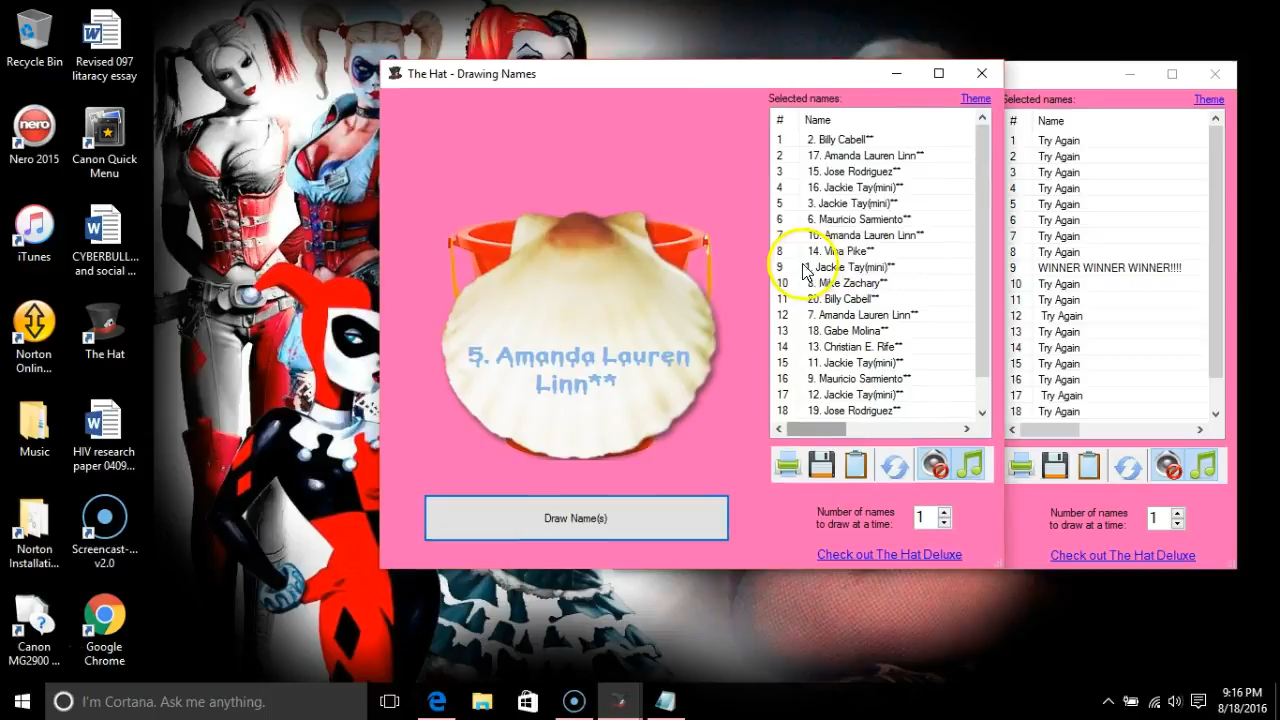 Recycle Bin
Revised 097
litaracy essay
Nero 2015
Canon Quick
Menu
iTunes
CYBERBULL...
and social ...
Norton
Online...
The Hat
Music
HIV research
paper 0409...
Norton
Installati...
Screencast-...
v2.0
Canon
MG2900 ...
Google
Chrome
The Hat - Drawing Names
Selected names:
Theme
# Name
1 2. Billy Cabell**
2 17. Amanda Lauren Linn**
3 15. Jose Rodriguez**
4 16. Jackie Tay(mini)**
5 3. Jackie Tay(mini)**
6 6. Mauricio Sarmiento**
7 10. Amanda Lauren Linn**
8 14. Pike**
9 Jackie Tay(mini)**
10 8. Mike Zachary**
11 20. Billy Cabell**
12 7. Amanda Lauren Linn**
13 18. Gabe Molina**
14 13. Christian E. Rife**
15 11. Jackie Tay(mini)**
16 9. Mauricio Sarmiento**
17 12. Jackie Tay(mini)**
18 19. Jose Rodriguez**
5. Amanda Lauren
Linn**
Draw Name(s)
Number of names
to draw at a time:
1
Check out The Hat Deluxe
Selected names:
Theme
# Name
1 Try Again
2 Try Again
3 Try Again
4 Try Again
5 Try Again
6 Try Again
7 Try Again
8 Try Again
9 WINNER WINNER WINNER!!!!
10 Try Again
11 Try Again
12 Try Again
13 Try Again
14 Try Again
15 Try Again
16 Try Again
17 Try Again
18 Try Again
Number of names
to draw at a time:
1
Check out The Hat Deluxe
I'm Cortana. Ask me anything.
9:16 PM
8/18/2016